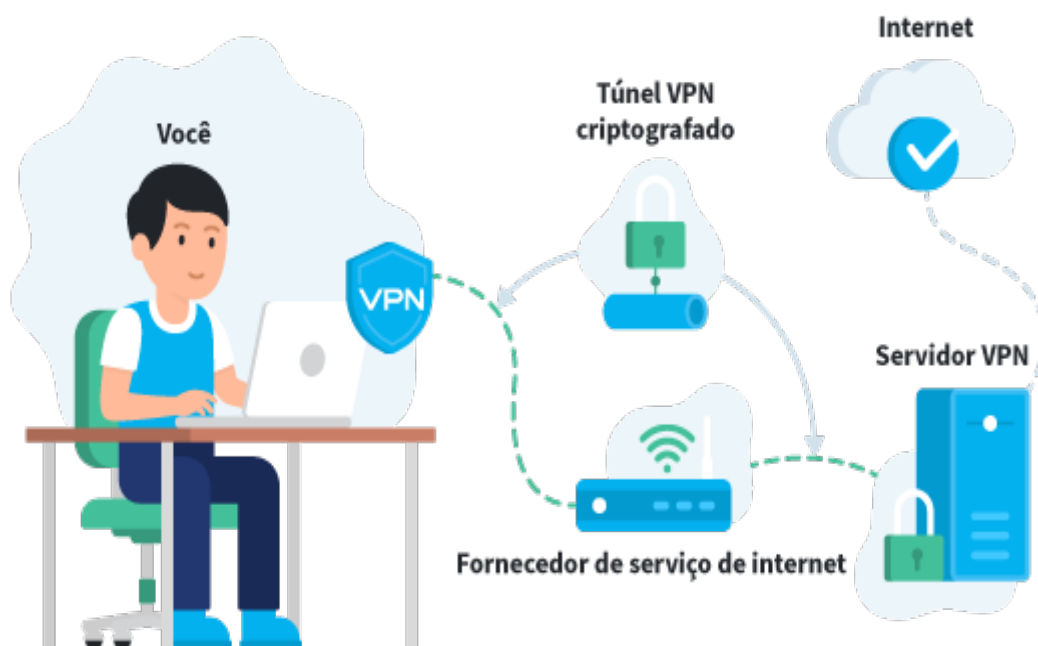 Internet
Túnel VPN
criptografado
Você
VPN
Servidor VPN
Fornecedor de serviço de internet